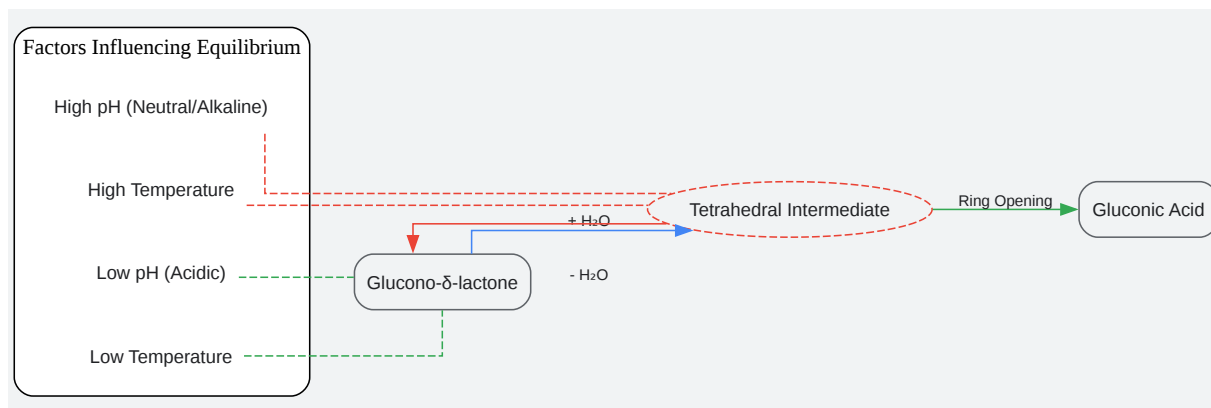 Factors Influencing Equilibrium
High pH (Neutral/Alkaline)
High Temperature
Low pH (Acidic)
Low Temperature
+ H₂O
- H₂O
Glucono-δ-lactone
Tetrahedral Intermediate
Ring Opening
Gluconic Acid